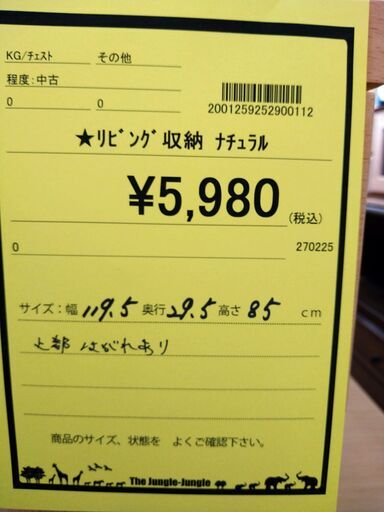 KG/ﾁｪｽﾄ その他
程度:中古
0 0
2001259252900112
★ﾘﾋﾞﾝｸﾞ収納 ﾅﾁｭﾗﾙ
¥5,980 (税込)
0 270225
サイズ:幅 119.5 奥行 29.5 高さ 85 cm
上部 はがれあり
商品のサイズ、状態を よくご確認下さい。
The Jungle-Jungle